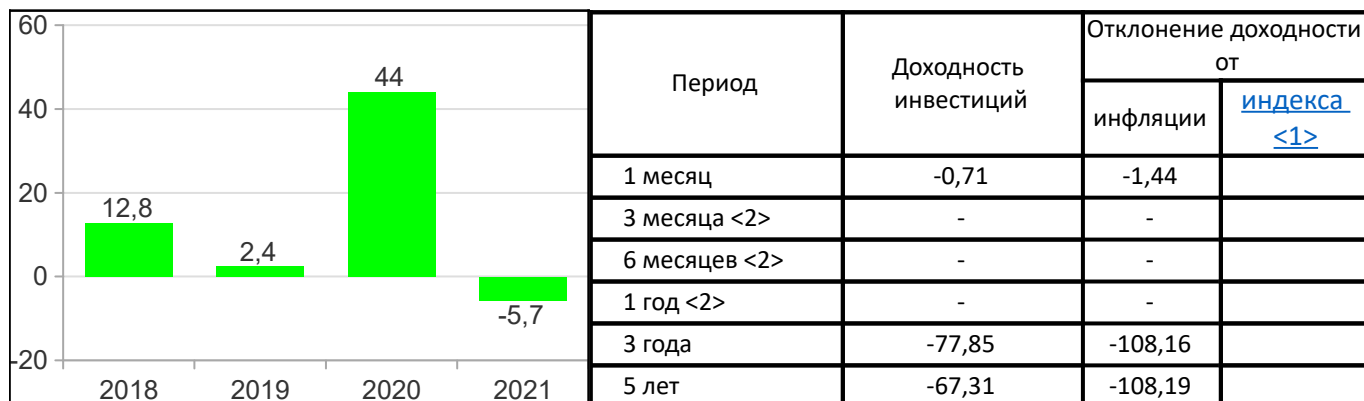 60
40
20
0
-20
12,8
2,4
44
-5,7
2018 2019 2020 2021
Период
Доходность
инвестиций
Отклонение доходности
от
инфляции
индекса
<1>
1 месяц -0,71 -1,44
3 месяца <2> - -
6 месяцев <2> - -
1 год <2> - -
3 года -77,85 -108,16
5 лет -67,31 -108,19